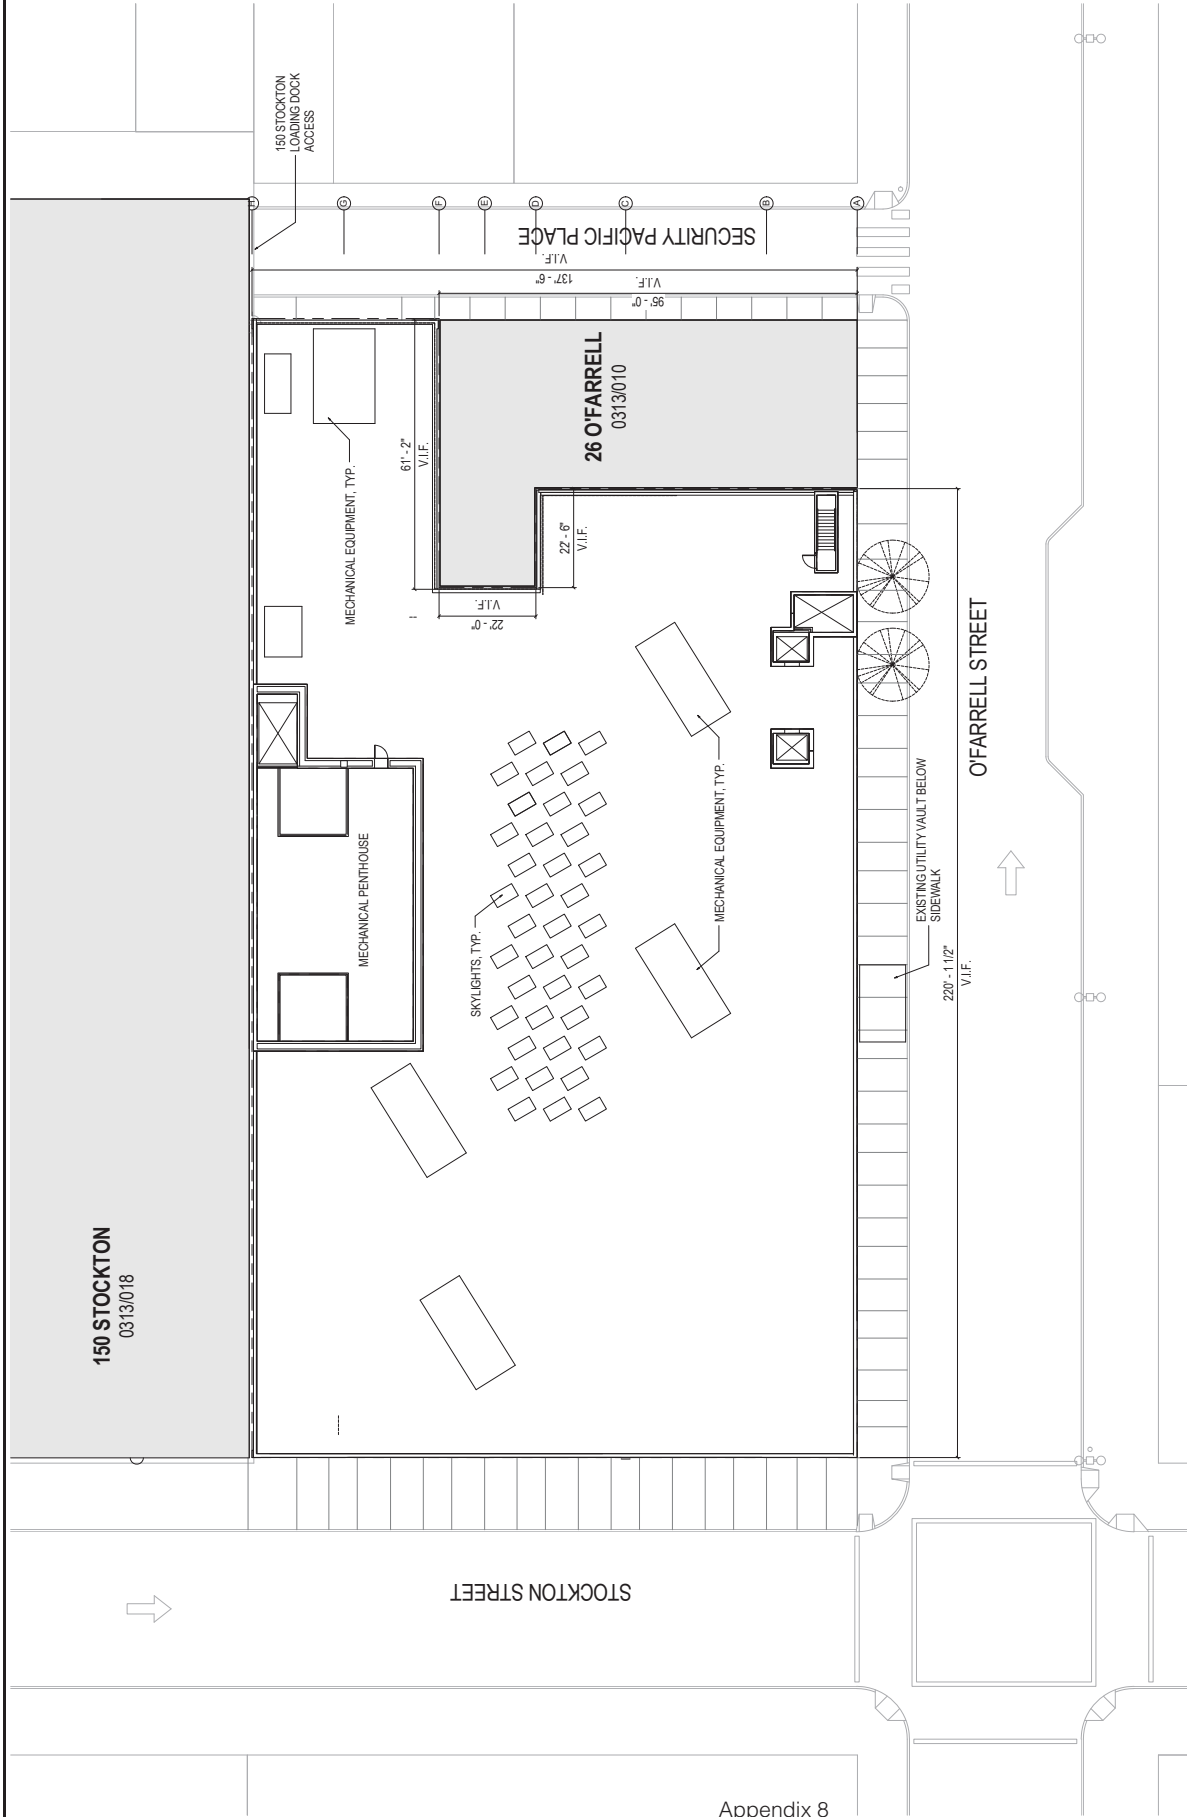 150 STOCKTON
LOADING DOCK
ACCESS
H
G
F
E
D
C
B
A
SECURITY PACIFIC PLACE
137' - 6"
V.I.F.
95' - 0"
V.I.F.
26 O'FARRELL
0313/010
61' - 2"
V.I.F.
MECHANICAL EQUIPMENT, TYP.
22' - 6"
V.I.F.
22' - 0"
V.I.F.
O'FARRELL STREET
MECHANICAL PENTHOUSE
SKYLIGHTS, TYP.
MECHANICAL EQUIPMENT, TYP.
EXISTING UTILITY VAULT BELOW
SIDEWALK
220' - 1 1/2"
V.I.F.
150 STOCKTON
0313/018
STOCKTON STREET
Appendix 8